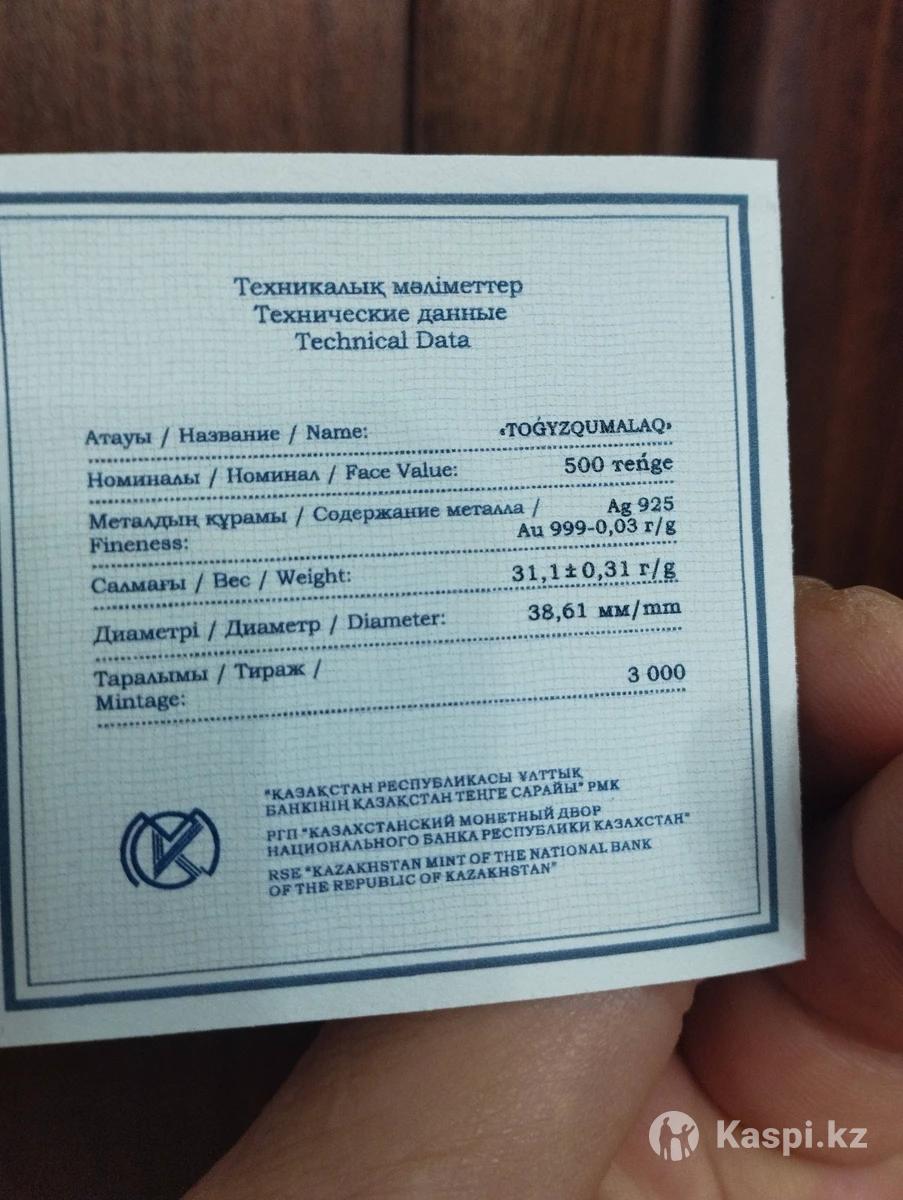 Техникалық мәліметтер
Технические данные
Technical Data
Атауы / Название / Name: «TOǴYZQUMALAQ»
Номиналы / Номинал / Face Value: 500 теńge
Металдың құрамы / Содержание металла / Ag 925
Fineness: Au 999-0,03 г/g
Салмағы / Вес / Weight: 31,1±0,31 г/g
Диаметрі / Диаметр / Diameter: 38,61 мм/mm
Таралымы / Тираж / 3 000
Mintage:
"ҚАЗАҚСТАН РЕСПУБЛИКАСЫ ҰЛТТЫҚ
БАНКІНІҢ ҚАЗАҚСТАН ТЕҢГЕ САРАЙЫ" РМК
РГП "КАЗАХСТАНСКИЙ МОНЕТНЫЙ ДВОР
НАЦИОНАЛЬНОГО БАНКА РЕСПУБЛИКИ КАЗАХСТАН"
RSE "KAZAKHSTAN MINT OF THE NATIONAL BANK
OF THE REPUBLIC OF KAZAKHSTAN"
Kaspi.kz